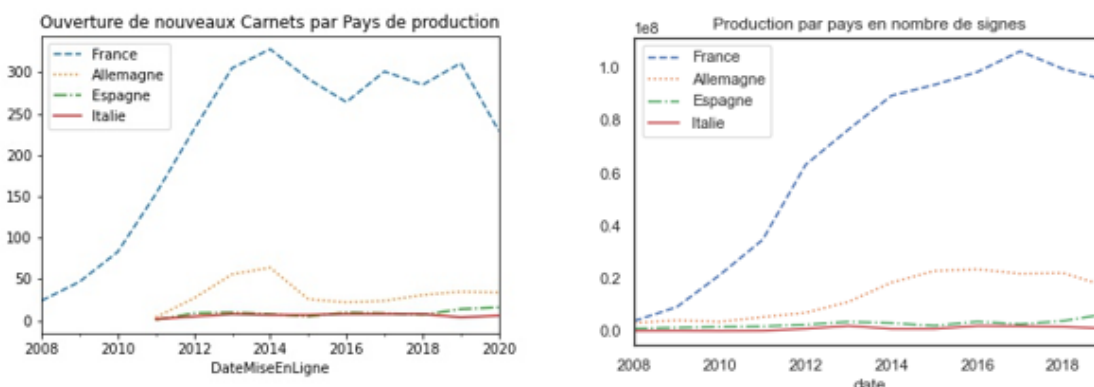 Ouverture de nouveaux Carnets par Pays de production
France
Allemagne
Espagne
Italie
300
250
200
150
100
50
0
2008 2010 2012 2014 2016 2018 2020
DateMiseEnLigne
Production par pays en nombre de signes
1e8
France
Allemagne
Espagne
Italie
1.0
0.8
0.6
0.4
0.2
0.0
2008 2010 2012 2014 2016 2018
date